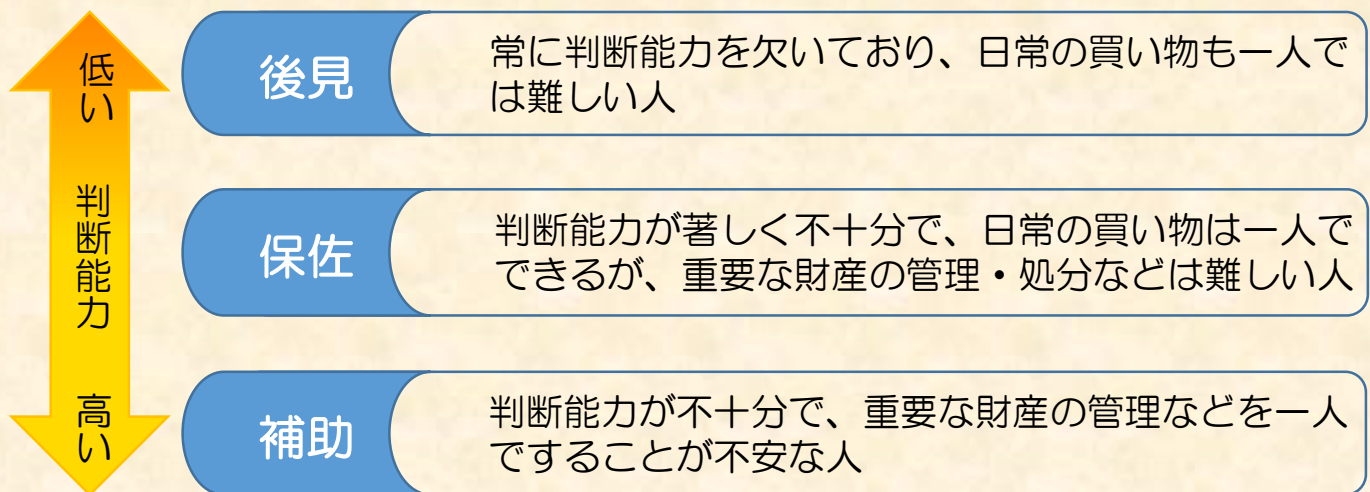 低い
判断能力
高い
後見
常に判断能力を欠いており、日常の買い物も一人で
は難しい人
保佐
判断能力が著しく不十分で、日常の買い物は一人で
できるが、重要な財産の管理・処分などは難しい人
補助
判断能力が不十分で、重要な財産の管理などを一人
ですることが不安な人